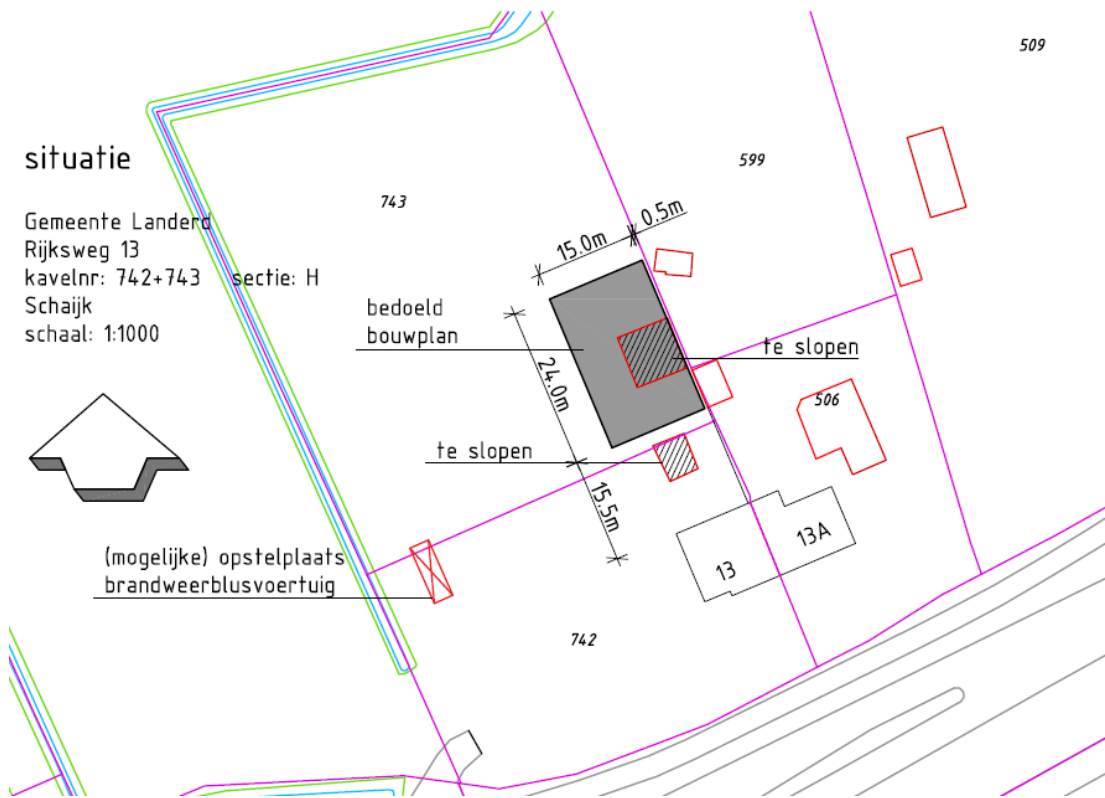 509
situatie
599
743
Gemeente Landerd
Rijksweg 13
kavelnr: 742+743 sectie: H
Schaijk
schaal: 1:1000
0.5m
15.0m
bedoeld
bouwplan
te slopen
24.0m
506
te slopen
15.5m
13A
13
(mogelijke) opstelplaats
brandweerblusvoertuig
742